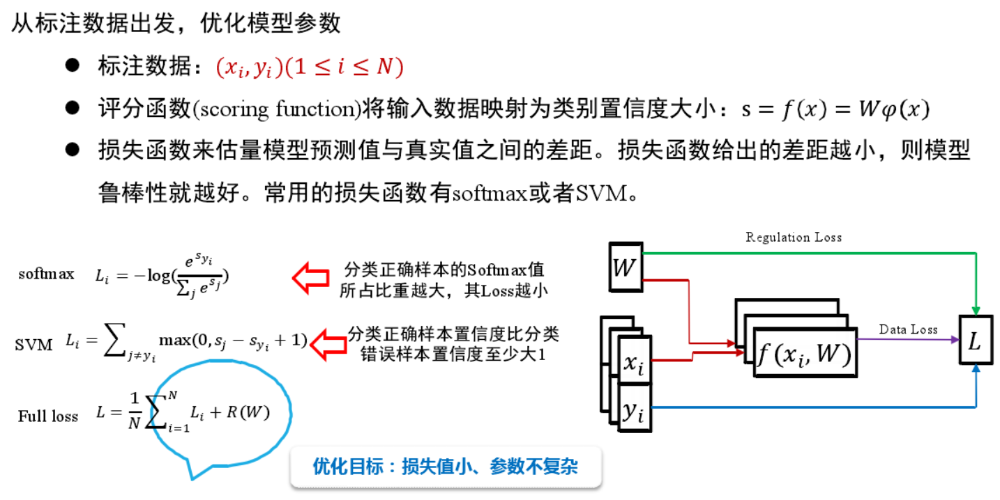 从标注数据出发，优化模型参数
● 标注数据：(x_i, y_i)(1 ≤ i ≤ N)
● 评分函数(scoring function)将输入数据映射为类别置信度大小：s = f(x) = Wφ(x)
● 损失函数来估量模型预测值与真实值之间的差距。损失函数给出的差距越小，则模型
鲁棒性就越好。常用的损失函数有softmax或者SVM。
softmax L_i = −log(e^{s_{y_i}} / ∑_j e^{s_j})
分类正确样本的Softmax值
所占比重越大，其Loss越小
SVM L_i = ∑_{j≠y_i} max(0, s_j − s_{y_i} + 1)
分类正确样本置信度比分类
错误样本置信度至少大1
Full loss L = 1/N ∑_{i=1}^{N} L_i + R(W)
优化目标：损失值小、参数不复杂
Regulation Loss
W
x_i
y_i
f(x_i, W)
Data Loss
L